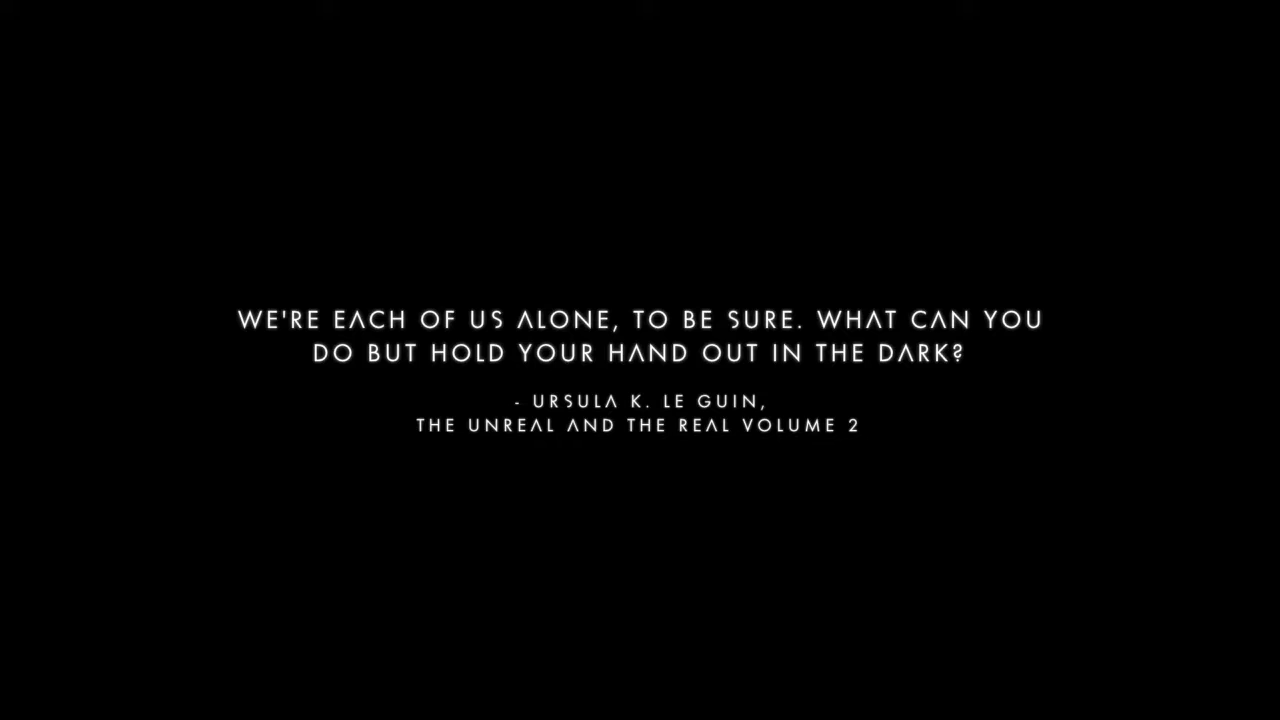 WE'RE EACH OF US ALONE, TO BE SURE. WHAT CAN YOU
DO BUT HOLD YOUR HAND OUT IN THE DARK?
- URSULA K. LE GUIN,
THE UNREAL AND THE REAL VOLUME 2